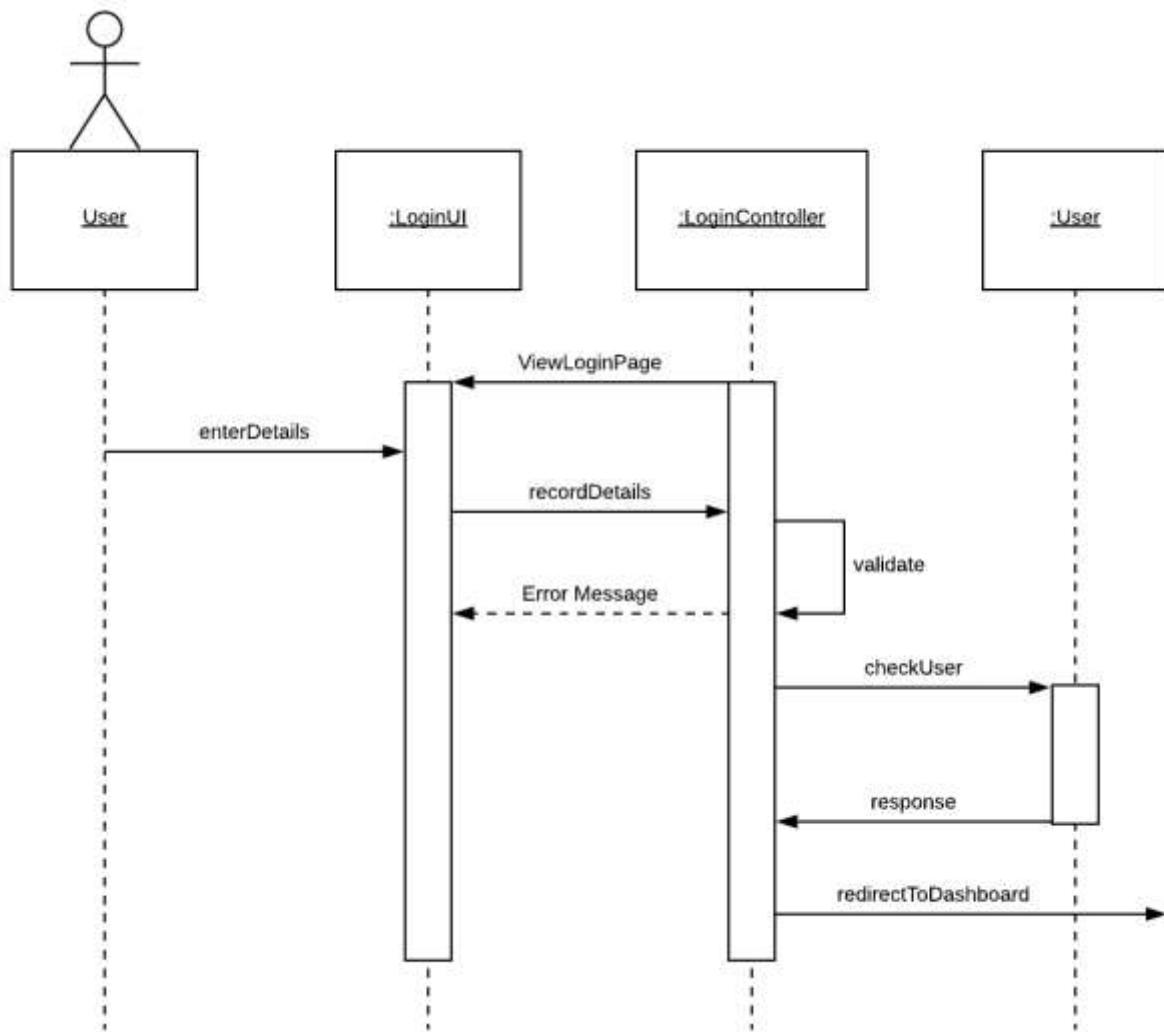 User
:LoginUI
:LoginController
:User
ViewLoginPage
enterDetails
recordDetails
validate
Error Message
checkUser
response
redirectToDashboard